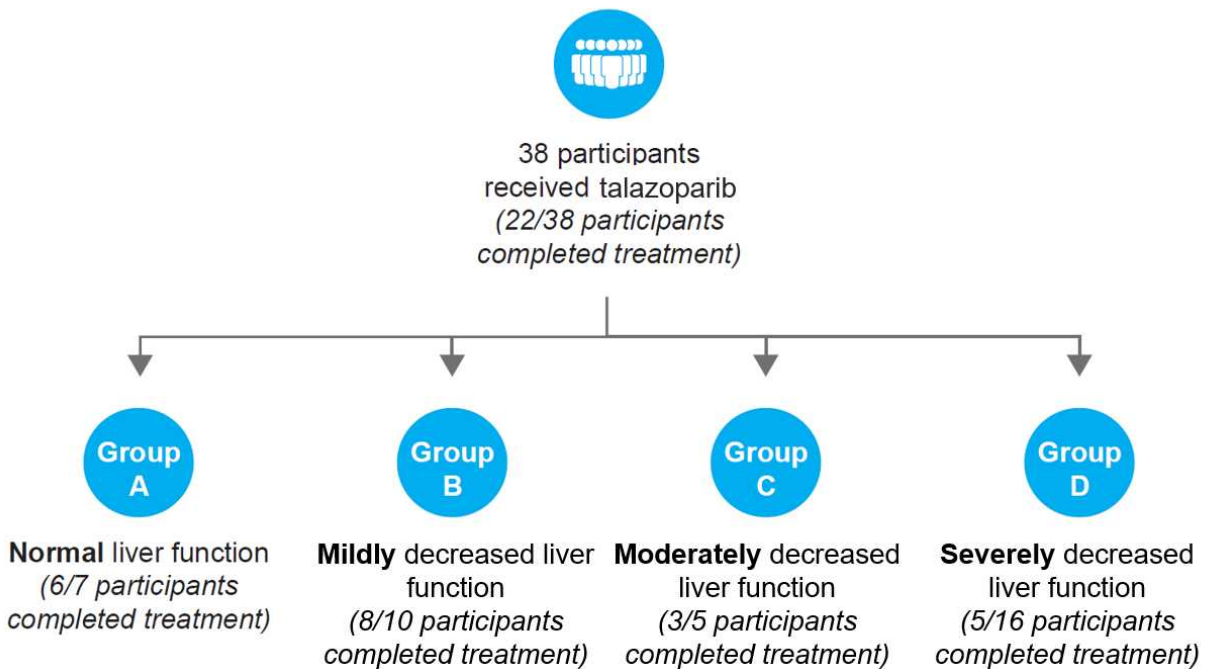 38 participants
received talazoparib
(22/38 participants
completed treatment)
Group
A
Normal liver function
(6/7 participants
completed treatment)
Group
B
Mildly decreased liver
function
(8/10 participants
completed treatment)
Group
C
Moderately decreased
liver function
(3/5 participants
completed treatment)
Group
D
Severely decreased
liver function
(5/16 participants
completed treatment)